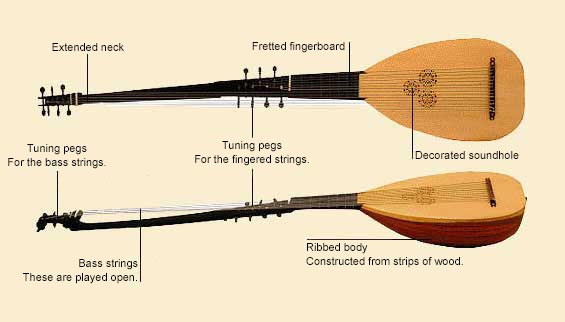 Extended neck
Fretted fingerboard
Tuning pegs
For the bass strings.
Tuning pegs
For the fingered strings.
Decorated soundhole
Bass strings
These are played open.
Ribbed body
Constructed from strips of wood.